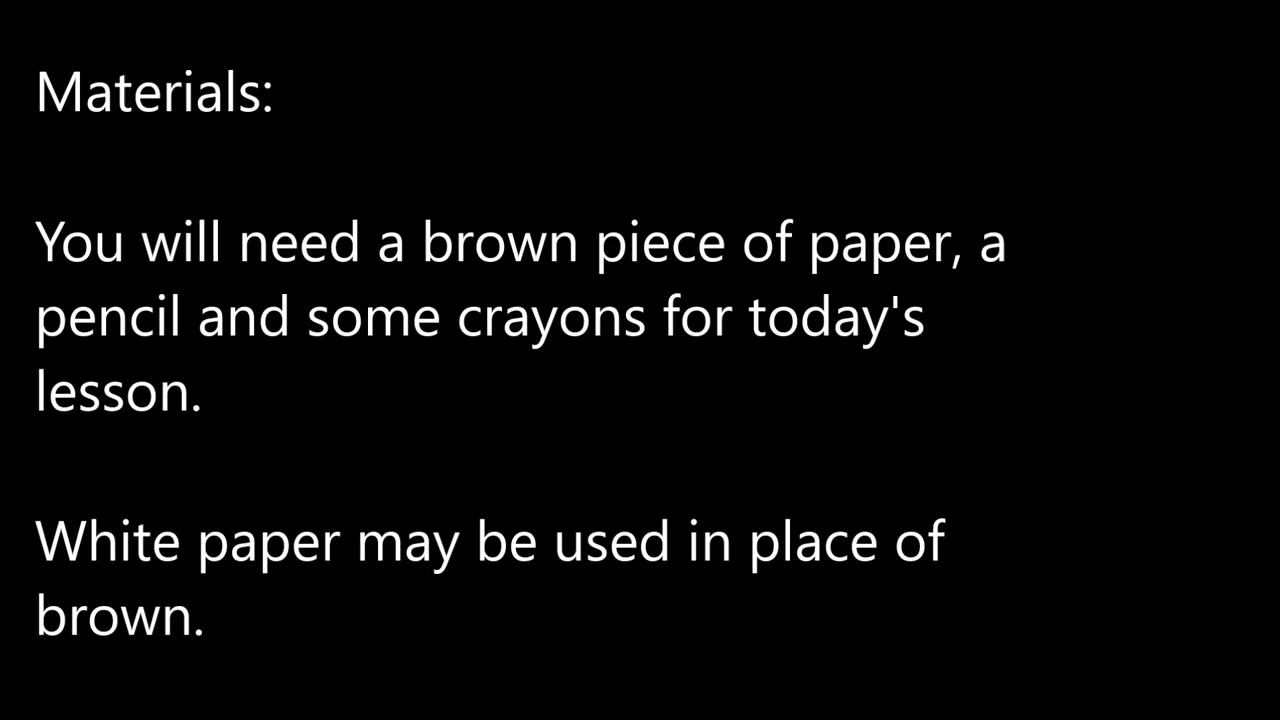 Materials:
You will need a brown piece of paper, a
pencil and some crayons for today's
lesson.
White paper may be used in place of
brown.